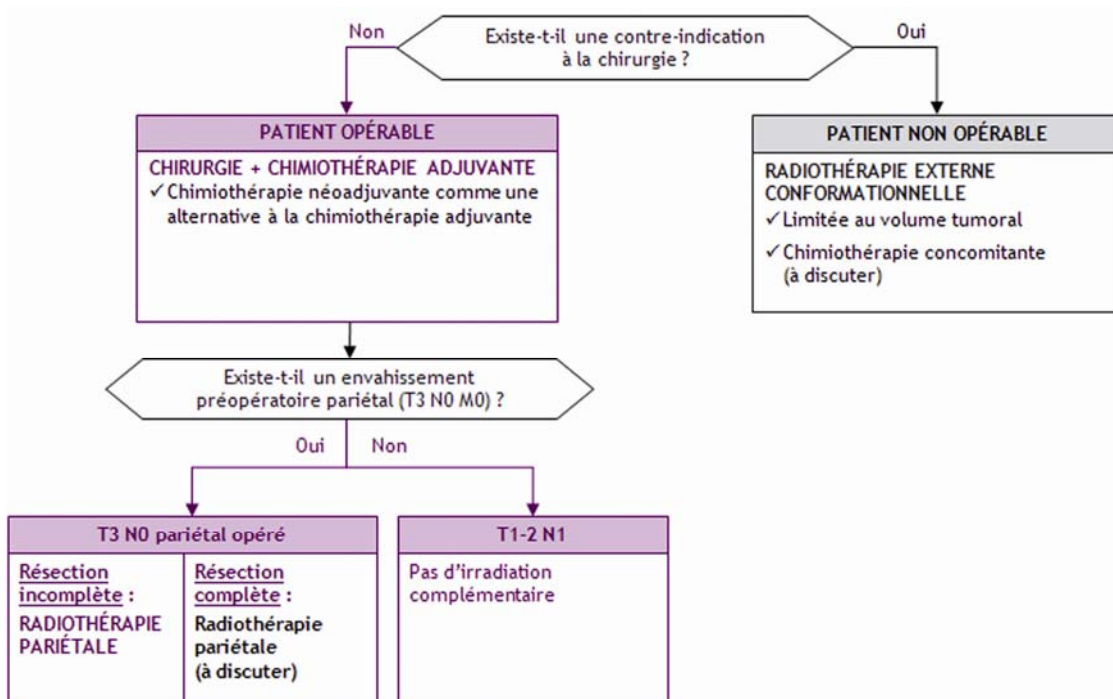 Existe-t-il une contre-indication
à la chirurgie ?
Non
Oui
PATIENT OPÉRABLE
CHIRURGIE + CHIMIOTHÉRAPIE ADJUVANTE
✓ Chimiothérapie néoadjuvante comme une
alternative à la chimiothérapie adjuvante
PATIENT NON OPÉRABLE
RADIOTHÉRAPIE EXTERNE
CONFORMATIONNELLE
✓ Limitée au volume tumoral
✓ Chimiothérapie concomitante
(à discuter)
Existe-t-il un envahissement
préopératoire pariétal (T3 N0 M0) ?
Oui
Non
T3 N0 pariétal opéré
Résection
incomplète :
RADIOTHÉRAPIE
PARIÉTALE
Résection
complète :
Radiothérapie
pariétale
(à discuter)
T1-2 N1
Pas d'irradiation
complémentaire